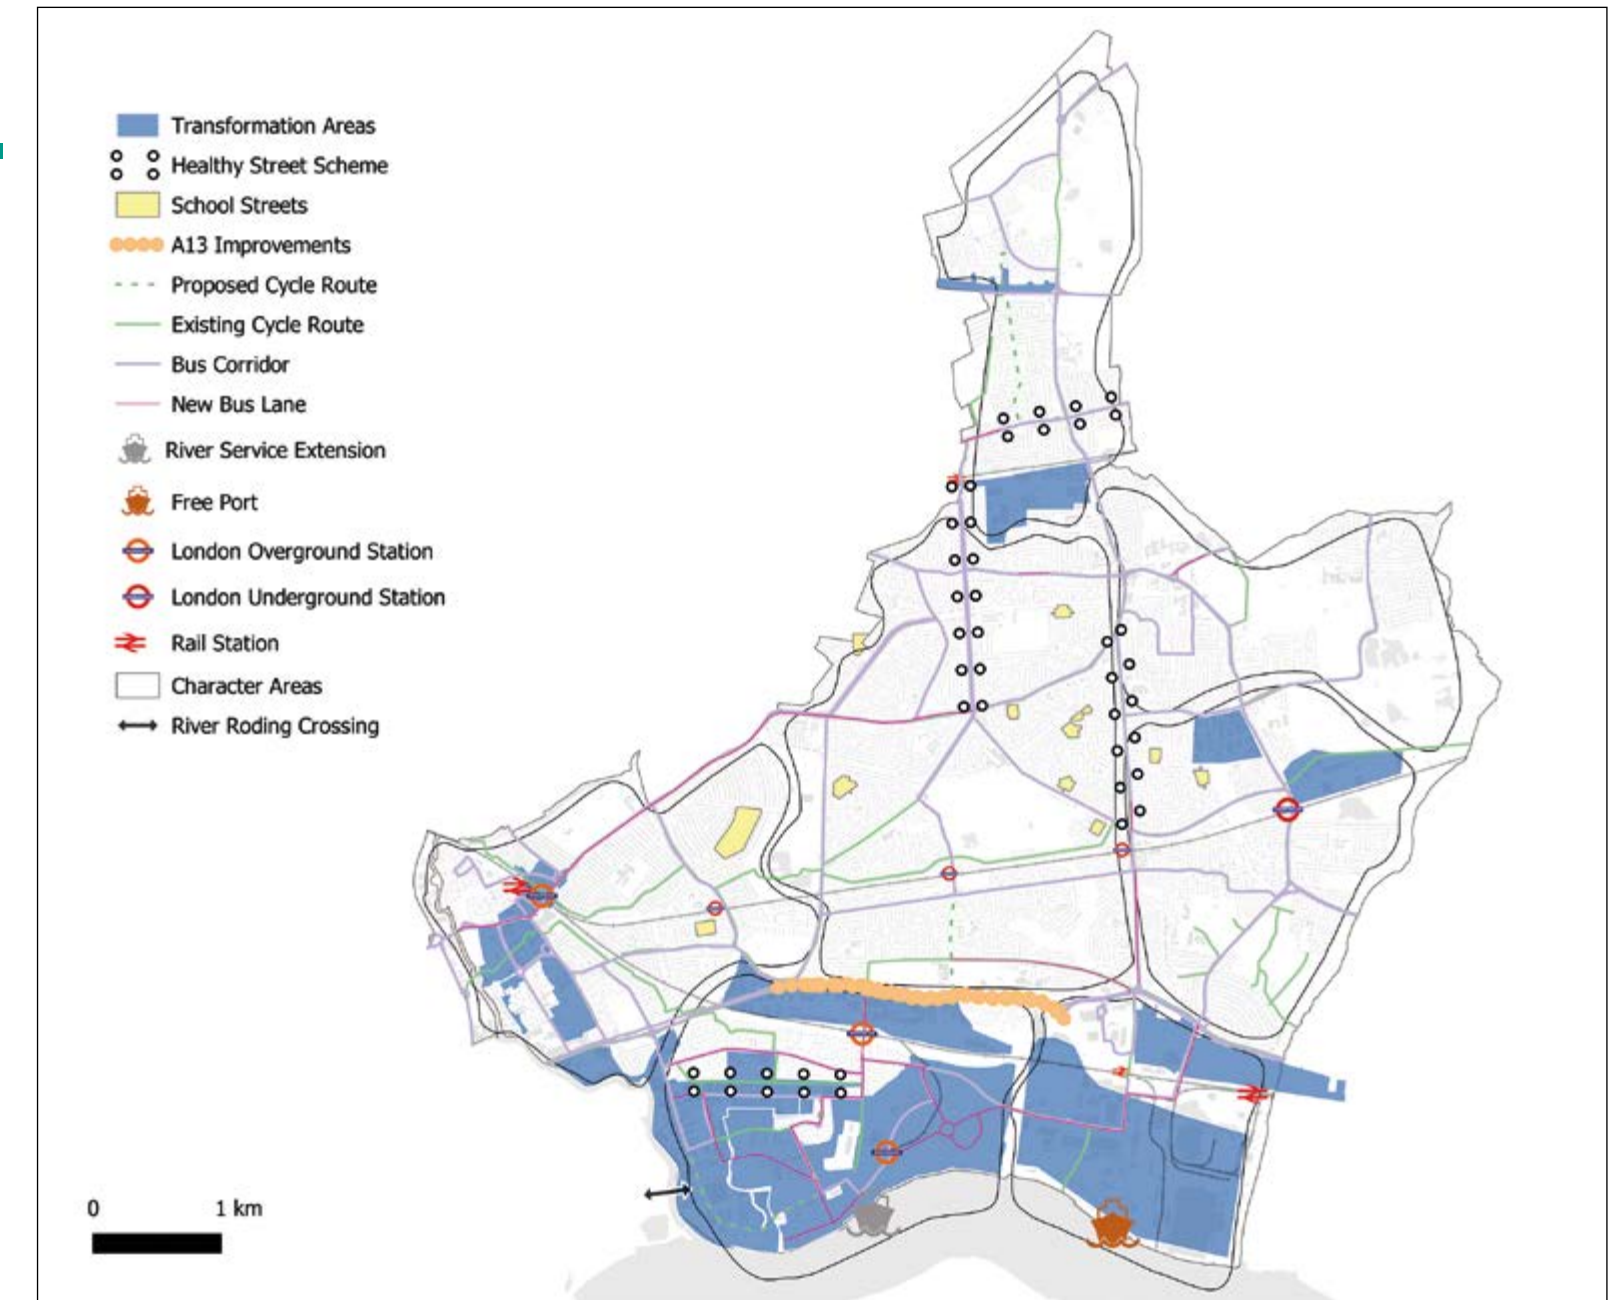 Transformation Areas
Healthy Street Scheme
School Streets
A13 Improvements
Proposed Cycle Route
Existing Cycle Route
Bus Corridor
New Bus Lane
River Service Extension
Free Port
London Overground Station
London Underground Station
Rail Station
Character Areas
River Roding Crossing
0 1 km